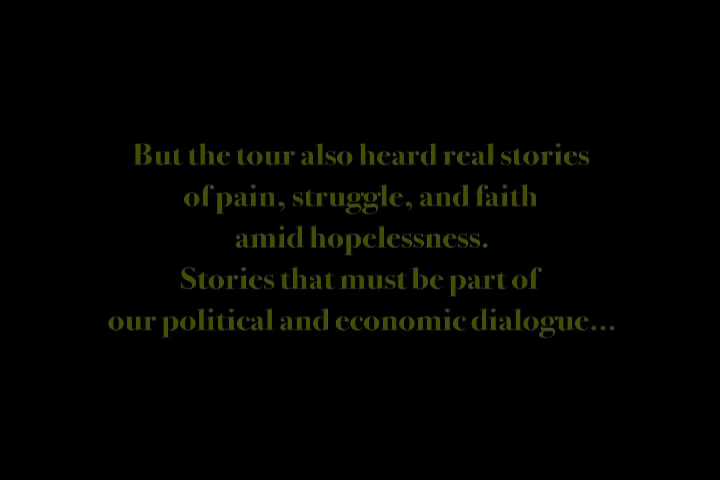 But the tour also heard real stories
of pain, struggle, and faith
amid hopelessness.
Stories that must be part of
our political and economic dialogue...